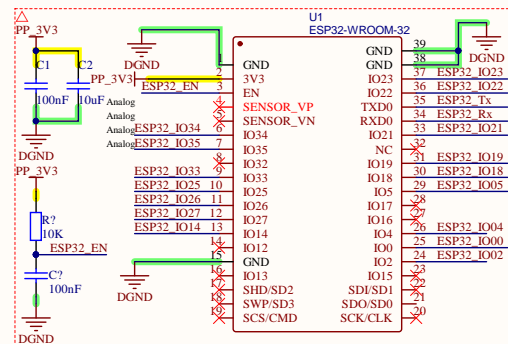 PP_3V3
C1
100nF
C2
10uF
DGND
PP_3V3
R?
10K
ESP32_EN
C?
100nF
DGND
U1
ESP32-WROOM-32
DGND
1 GND
PP_3V3 2 3V3
ESP32_EN 3 EN
Analog 4 SENSOR_VP
Analog 5 SENSOR_VN
Analog ESP32_IO34 6 IO34
Analog ESP32_IO35 7 IO35
8 IO32
ESP32_IO33 9 IO33
ESP32_IO25 10 IO25
ESP32_IO26 11 IO26
ESP32_IO27 12 IO27
ESP32_IO14 13 IO14
14 IO12
15 GND
DGND
16 IO13
17 SHD/SD2
18 SWP/SD3
19 SCS/CMD
GND 39
DGND
GND 38
IO23 37 ESP32_IO23
IO22 36 ESP32_IO22
TXD0 35 ESP32_Tx
RXD0 34 ESP32_Rx
IO21 33 ESP32_IO21
NC 32
IO19 31 ESP32_IO19
IO18 30 ESP32_IO18
IO5 29 ESP32_IO05
IO17 28
IO16 27
IO4 26 ESP32_IO04
IO0 25 ESP32_IO00
IO2 24 ESP32_IO02
IO15 23
SDI/SD1 22
SDO/SD0 21
SCK/CLK 20